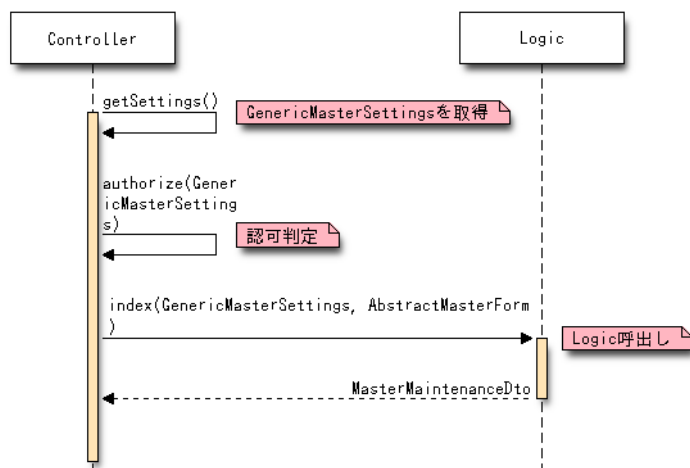 Controller
Logic
getSettings()
GenericMasterSettingsを取得
authorize(Gener
icMasterSetting
s)
認可判定
index(GenericMasterSettings, AbstractMasterForm
)
Logic呼出し
MasterMaintenanceDto